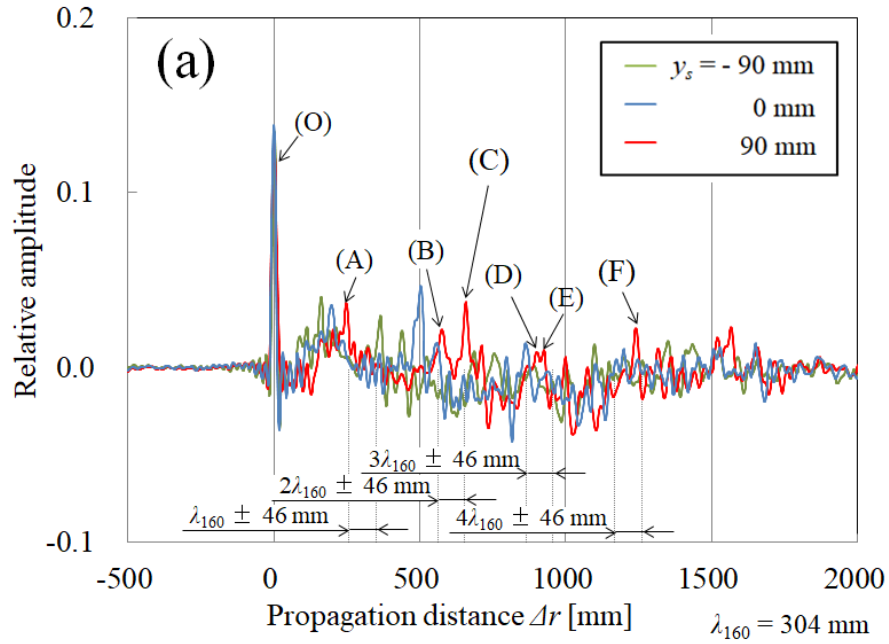 (a)
0.2
0.1
0.0
-0.1
Relative amplitude
y_s = - 90 mm
0 mm
90 mm
(O)
(A)
(B)
(C)
(D)
(E)
(F)
3λ160 ± 46 mm
2λ160 ± 46 mm
λ160 ± 46 mm
4λ160 ± 46 mm
-500 0 500 1000 1500 2000
Propagation distance Δr [mm]
λ160 = 304 mm